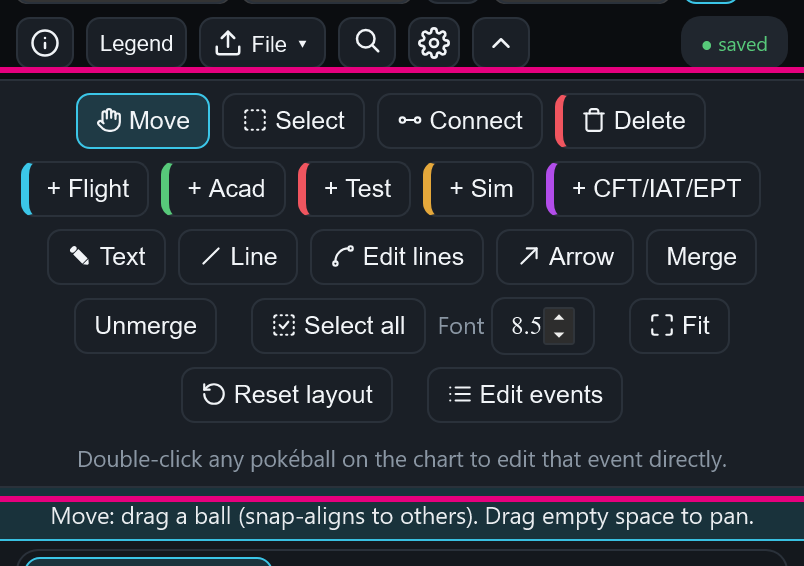 Legend File ▾ saved
Move Select Connect Delete
+ Flight + Acad + Test + Sim + CFT/IAT/EPT
Text Line Edit lines Arrow Merge
Unmerge Select all Font 8.5 Fit
Reset layout Edit events
Double-click any pokéball on the chart to edit that event directly.
Move: drag a ball (snap-aligns to others). Drag empty space to pan.